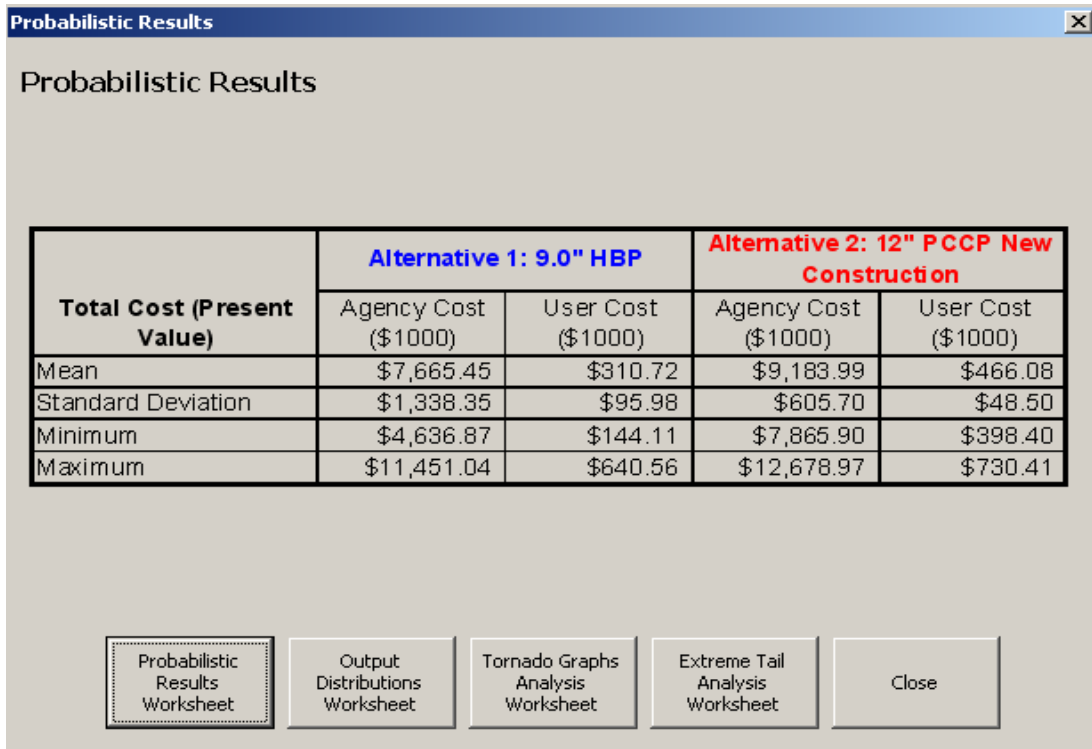 Probabilistic Results
Probabilistic Results
Total Cost (Present
Value)
Alternative 1: 9.0" HBP
Alternative 2: 12" PCCP New
Construction
Agency Cost
($1000)
User Cost
($1000)
Agency Cost
($1000)
User Cost
($1000)
Mean $7,665.45 $310.72 $9,183.99 $466.08
Standard Deviation $1,338.35 $95.98 $605.70 $48.50
Minimum $4,636.87 $144.11 $7,865.90 $398.40
Maximum $11,451.04 $640.56 $12,678.97 $730.41
Probabilistic
Results
Worksheet
Output
Distributions
Worksheet
Tornado Graphs
Analysis
Worksheet
Extreme Tail
Analysis
Worksheet
Close